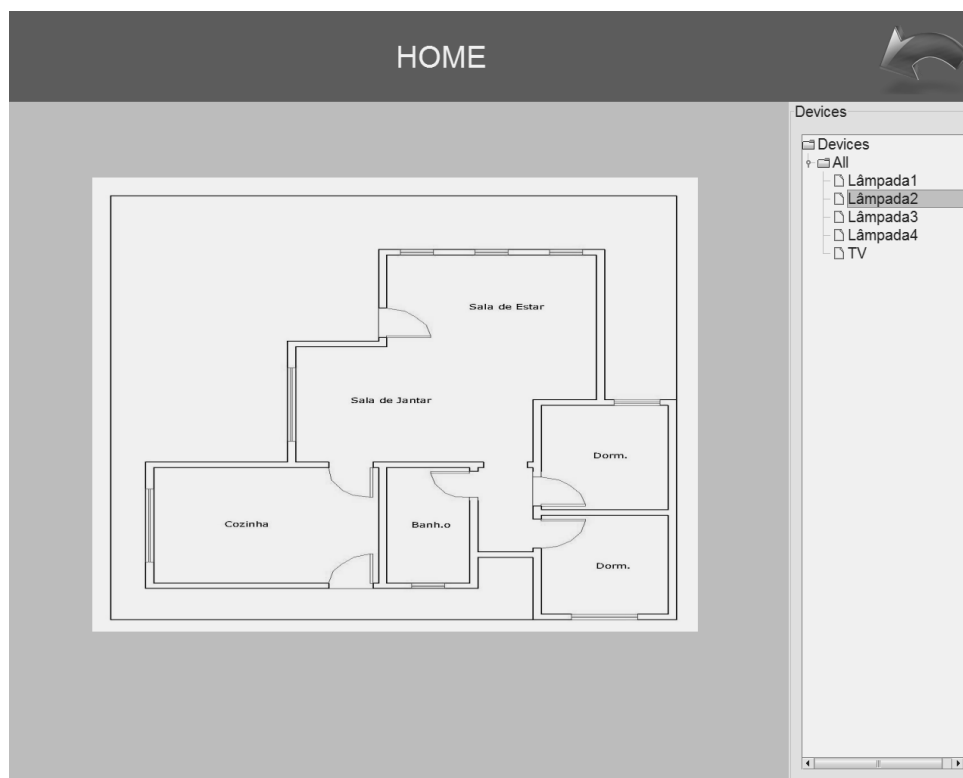 HOME
Devices
Devices
All
Lâmpada1
Lâmpada2
Lâmpada3
Lâmpada4
TV
Sala de Estar
Sala de Jantar
Dorm.
Cozinha
Banh.o
Dorm.